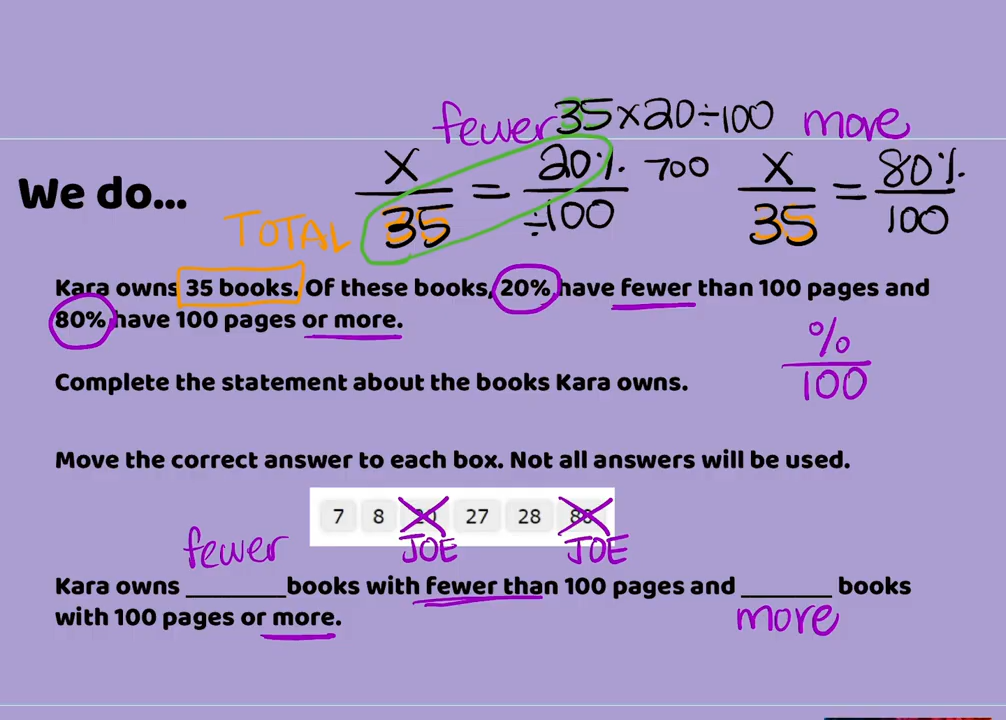 fewer 35×20÷100 more
X/35 = 20%/÷100 700 X/35 = 80%/100
We do...
TOTAL
Kara owns 35 books. Of these books, 20% have fewer than 100 pages and
80% have 100 pages or more.
%/100
Complete the statement about the books Kara owns.
Move the correct answer to each box. Not all answers will be used.
7 8 20 27 28 80
fewer JOE JOE
Kara owns ________ books with fewer than 100 pages and _______ books
with 100 pages or more. more